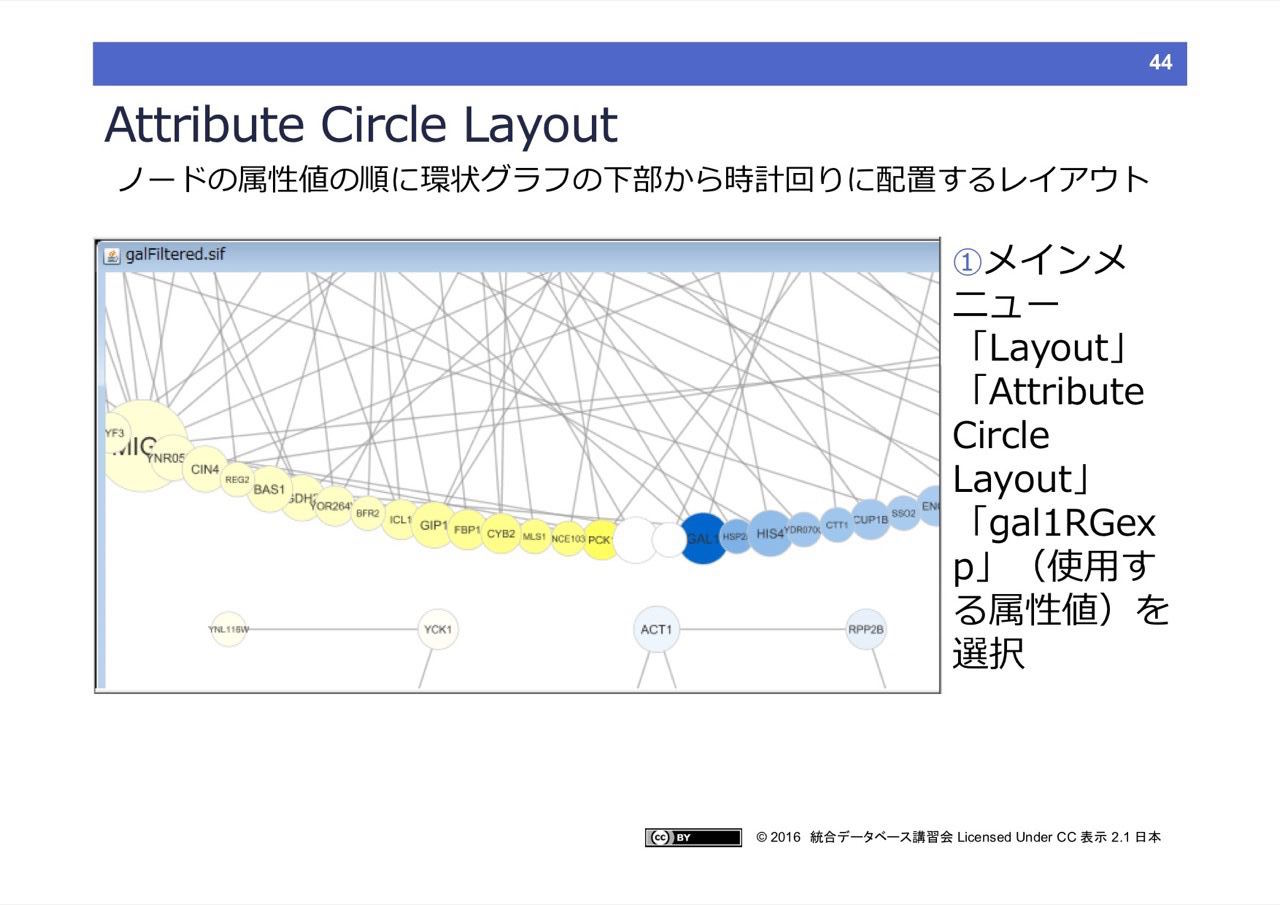 44
Attribute Circle Layout
ノードの属性値の順に環状グラフの下部から時計回りに配置するレイアウト
galFiltered.sif
YF3
MIG
YNR05
CIN4
REG2
BAS1
GDH2
YOR264
BFR2
ICL1
GIP1
FBP1
CYB2
MLS1
NCE103
PCK
GAL1
HSP2
HIS4
YDR070
CTT1
CUP1B
SSO2
ENO
YNL116W
YCK1
ACT1
RPP2B
①メインメ
ニュー
「Layout」
「Attribute
Circle
Layout」
「gal1RGex
p」（使用す
る属性値）を
選択
cc BY
© 2016 統合データベース講習会 Licensed Under CC 表示 2.1 日本